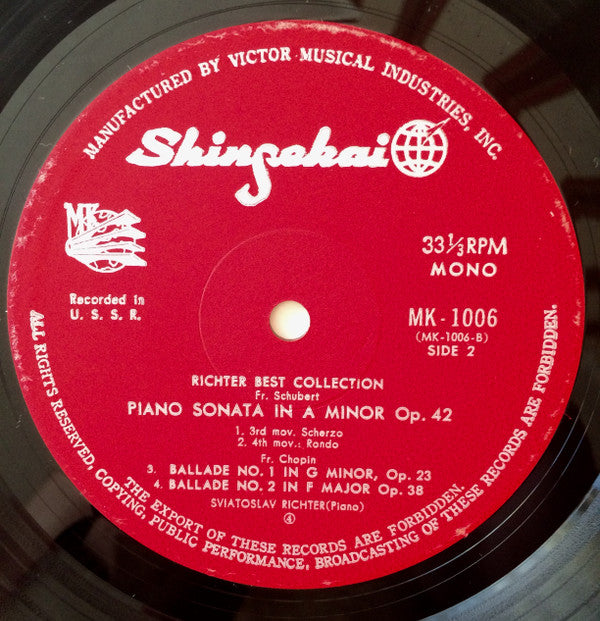 MANUFACTURED BY VICTOR MUSICAL INDUSTRIES, INC.
Shinsekai
MK
Recorded in
U. S. S. R.
33 1/3 RPM
MONO
MK - 1006
(MK-1006-B)
SIDE 2
RICHTER BEST COLLECTION
Fr. Schubert
PIANO SONATA IN A MINOR Op. 42
1. 3rd mov. Scherzo
2. 4th mov.: Rondo
Fr. Chopin
3. BALLADE NO. 1 IN G MINOR, Op. 23
4. BALLADE NO. 2 IN F MAJOR Op. 38
SVIATOSLAV RICHTER (Piano)
④
ALL RIGHTS RESERVED, COPYING, PUBLIC PERFORMANCE, BROADCASTING OF THESE RECORDS ARE FORBIDDEN.
THE EXPORT OF THESE RECORDS ARE FORBIDDEN.